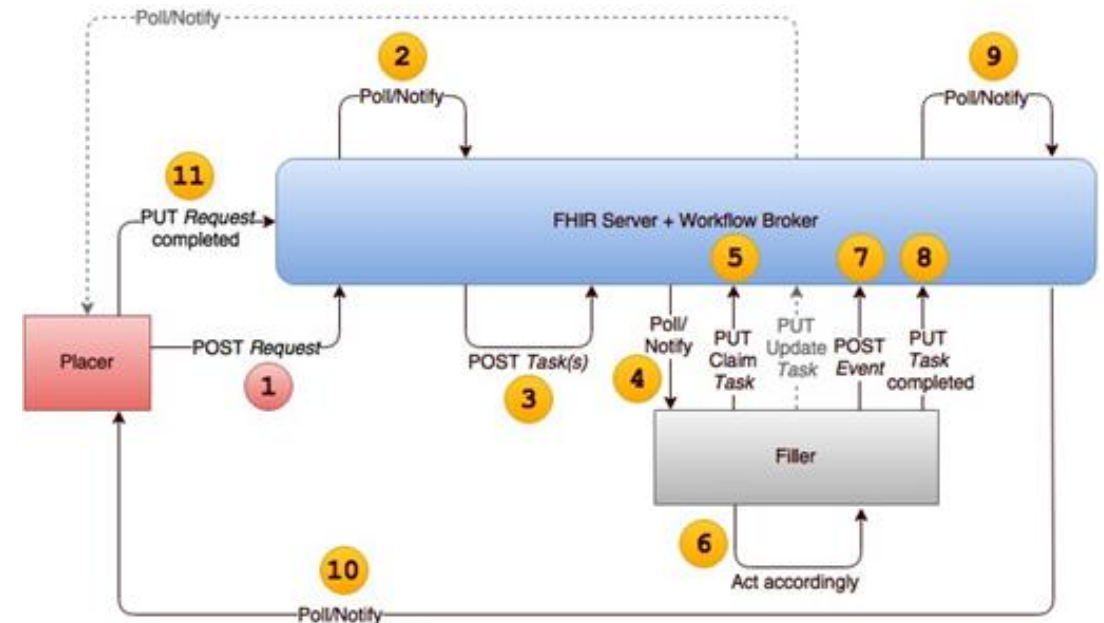 Poll/Notify
2
Poll/Notify
9
Poll/Notify
11
PUT Request
completed
FHIR Server + Workflow Broker
5
7
8
Placer
POST Request
1
POST Task(s)
3
Poll/
Notify
4
PUT
Claim
Task
PUT
Update
Task
POST
Event
PUT
Task
completed
Filler
6
Act accordingly
10
Poll/Notify